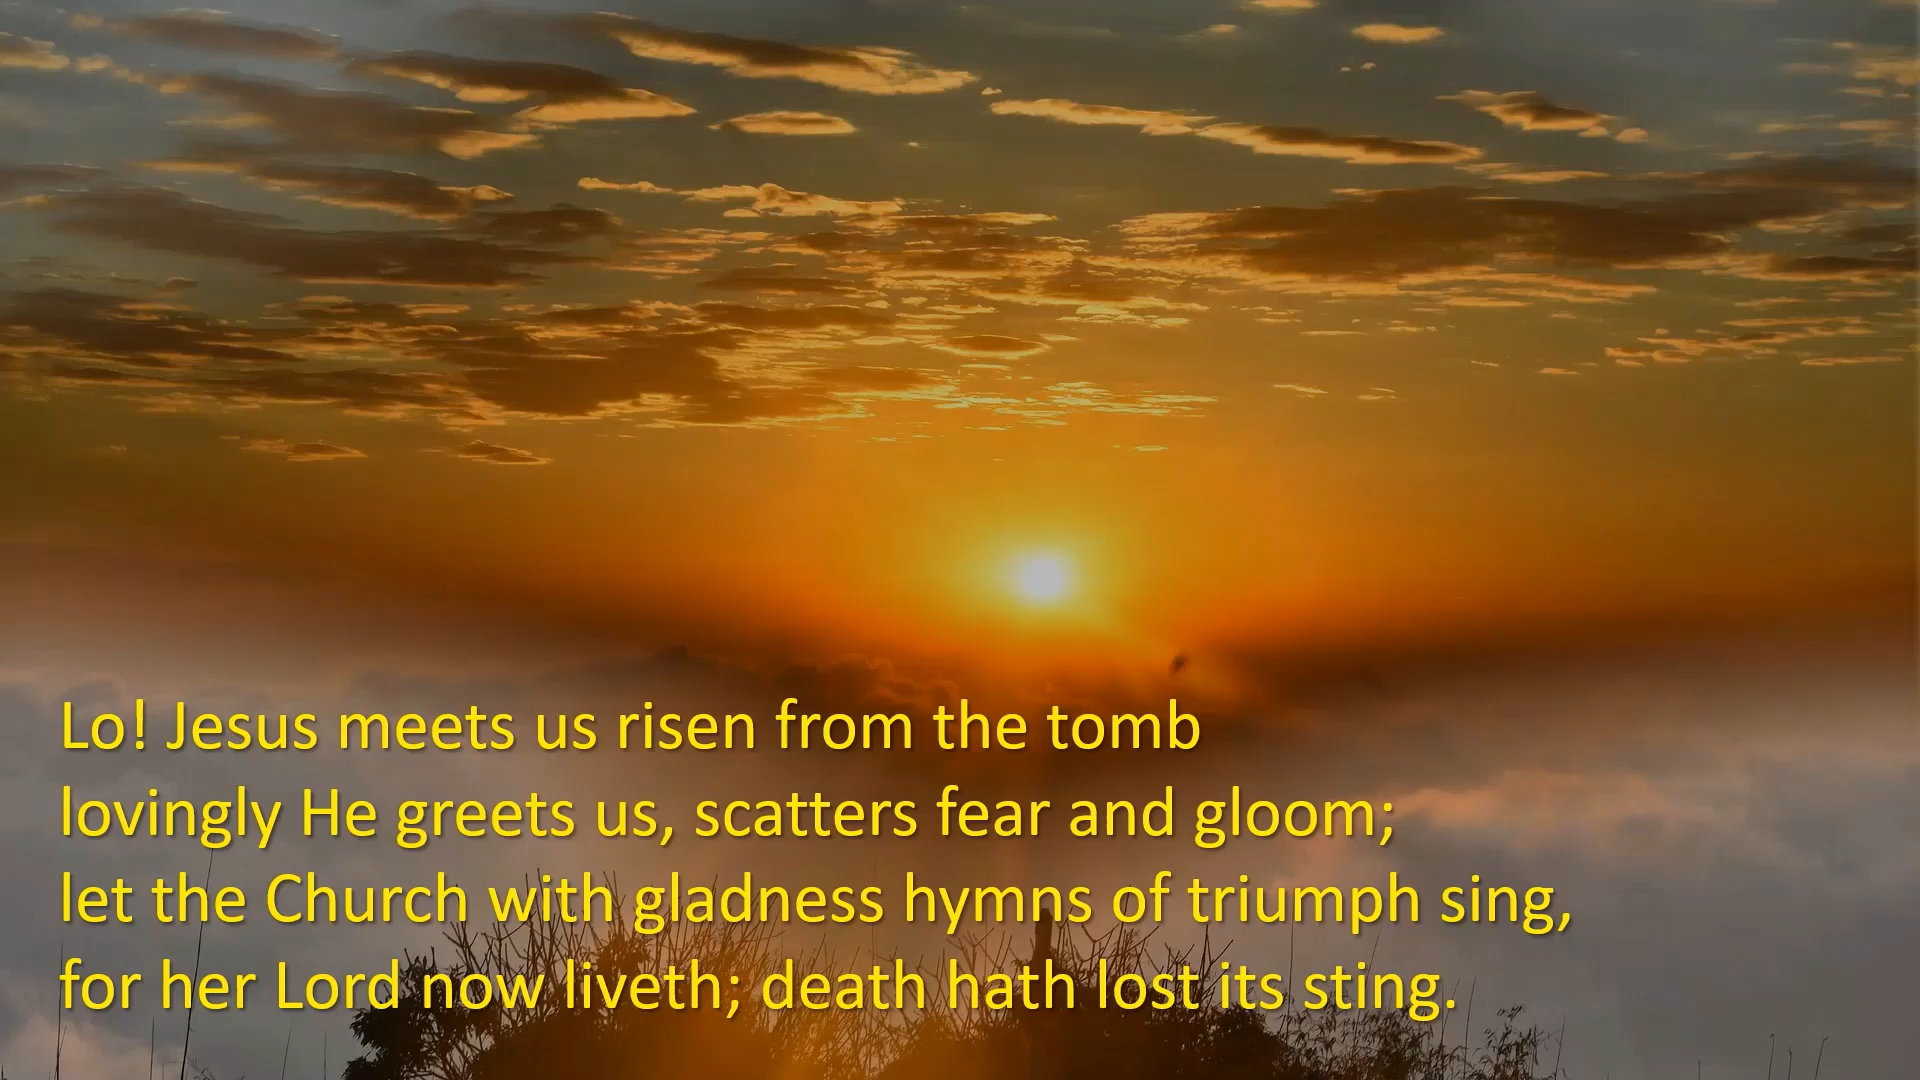 Lo! Jesus meets us risen from the tomb
lovingly He greets us, scatters fear and gloom;
let the Church with gladness hymns of triumph sing,
for her Lord now liveth; death hath lost its sting.